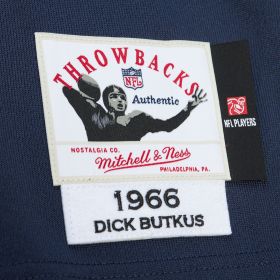 THROWBACKS
NFL
Authentic
NFL PLAYERS
NOSTALGIA CO.
Mitchell & Ness
PHILADELPHIA, PA.
1966
DICK BUTKUS